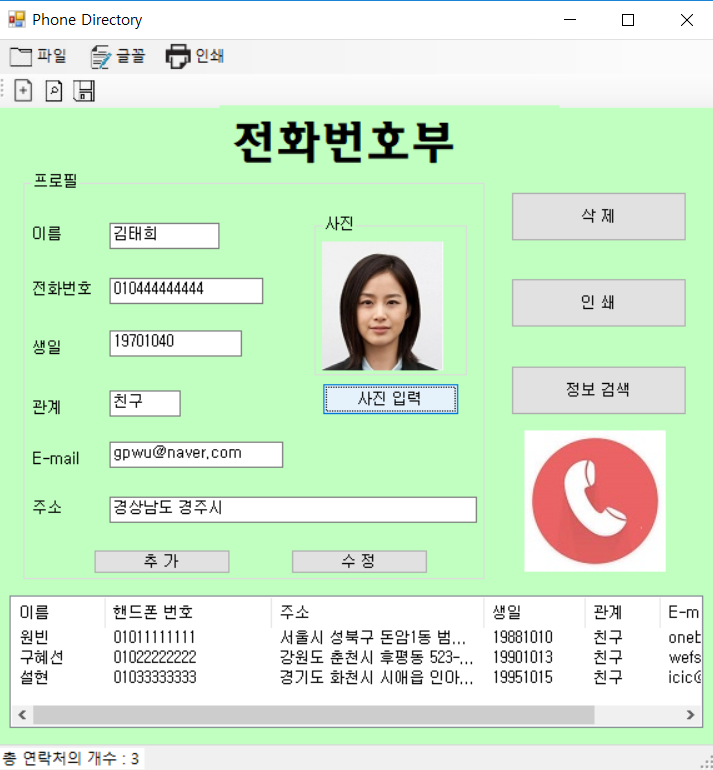 Phone Directory
파일 글꼴 인쇄
전화번호부
프로필
이름 김태희
사진
전화번호 010444444444
생일 19701040
관계 친구
사진 입력
E-mail gpwu@naver.com
주소 경상남도 경주시
추 가 수 정
삭 제
인 쇄
정보 검색
이름 핸드폰 번호 주소 생일 관계 E-m
원빈 01011111111 서울시 성북구 돈암1동 범... 19881010 친구 oneb
구혜선 01022222222 강원도 춘천시 후평동 523-... 19901013 친구 wefs
설현 01033333333 경기도 화천시 시애읍 인아... 19951015 친구 icic@
총 연락처의 개수 : 3